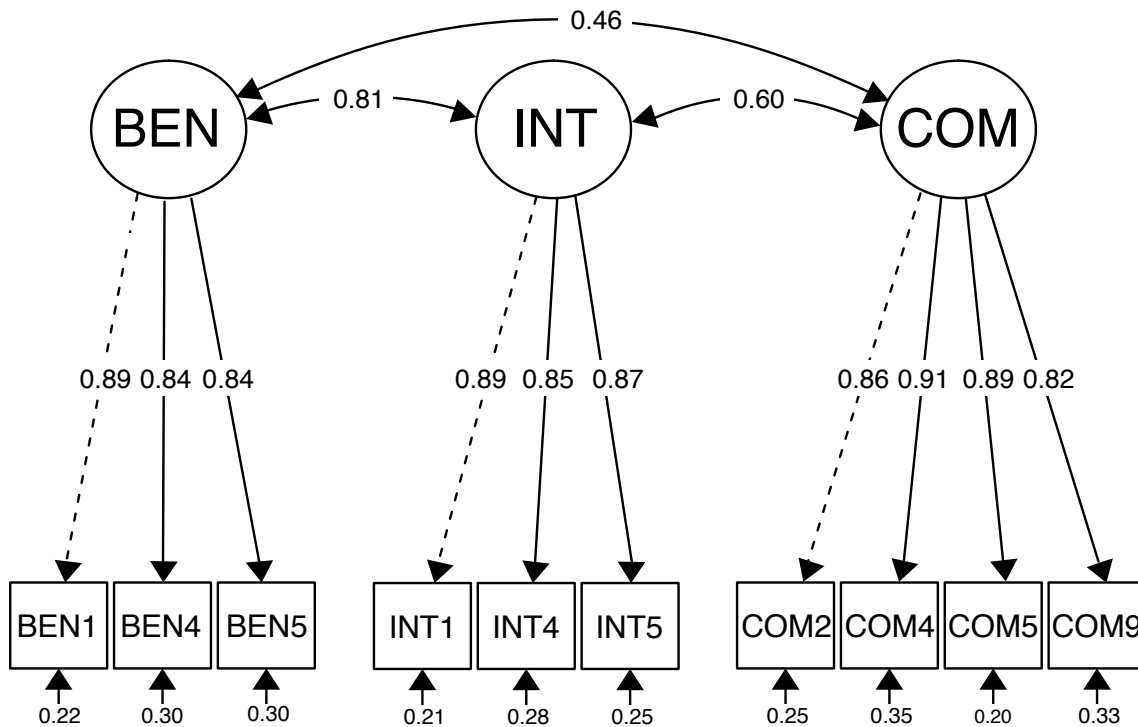 0.46
0.81 0.60
BEN INT COM
0.89 0.84 0.84 0.89 0.85 0.87 0.86 0.91 0.89 0.82
BEN1 BEN4 BEN5 INT1 INT4 INT5 COM2 COM4 COM5 COM9
0.22 0.30 0.30 0.21 0.28 0.25 0.25 0.35 0.20 0.33